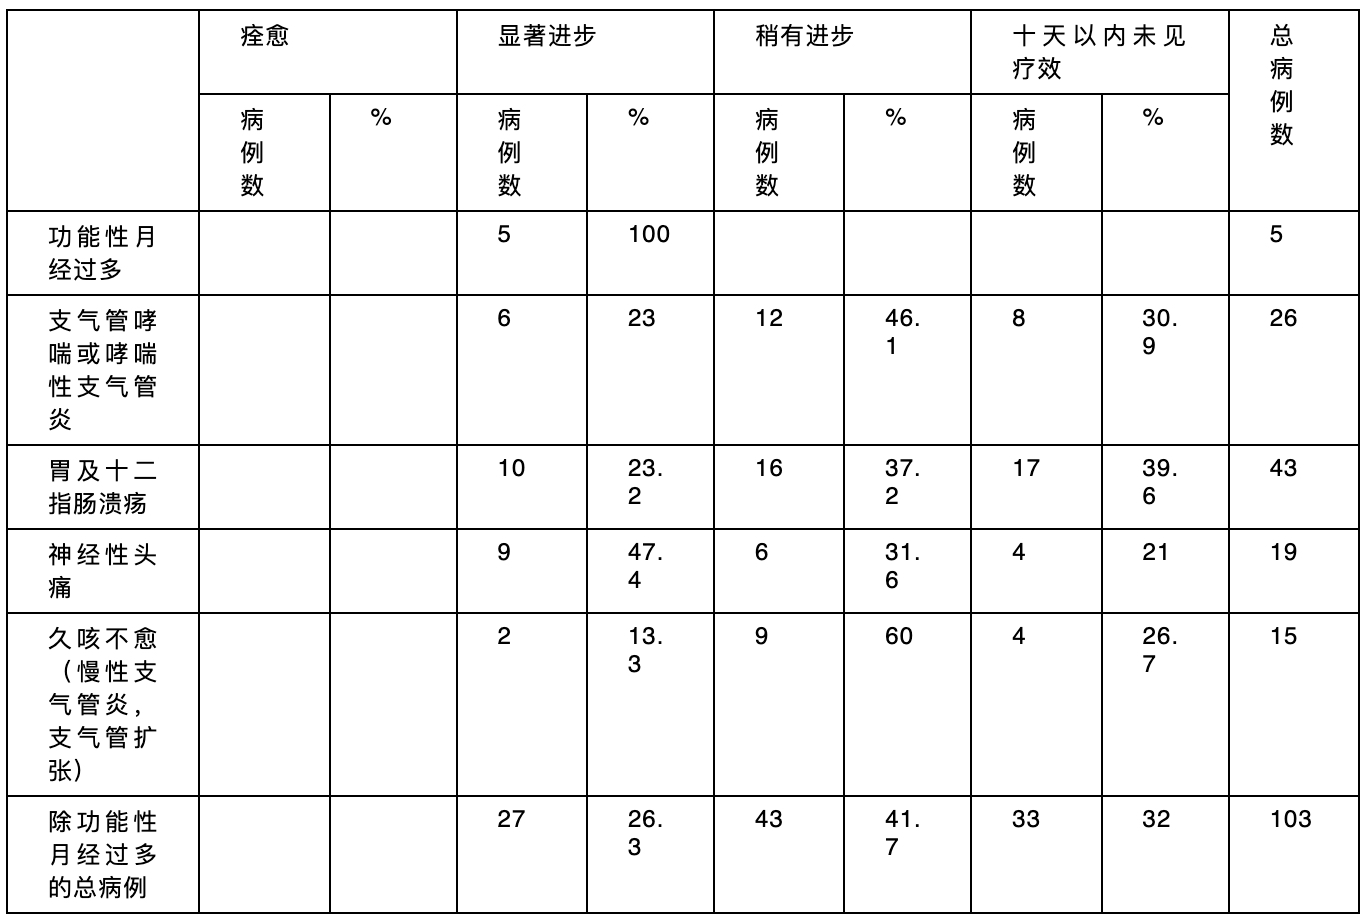 痊愈 显著进步 稍有进步 十天以内未见 总
疗效 病
例
数
病 % 病 % 病 % 病 %
例 例 例 例
数 数 数 数
功能性月 5 100 5
经过多
支气管哮 6 23 12 46. 8 30. 26
喘或哮喘 1 9
性支气管
炎
胃及十二 10 23. 16 37. 17 39. 43
指肠溃疡 2 2 6
神经性头 9 47. 6 31. 4 21 19
痛 4 6
久咳不愈 2 13. 9 60 4 26. 15
（慢性支 3 7
气管炎，
支气管扩
张）
除功能性 27 26. 43 41. 33 32 103
月经过多 3 7
的总病例